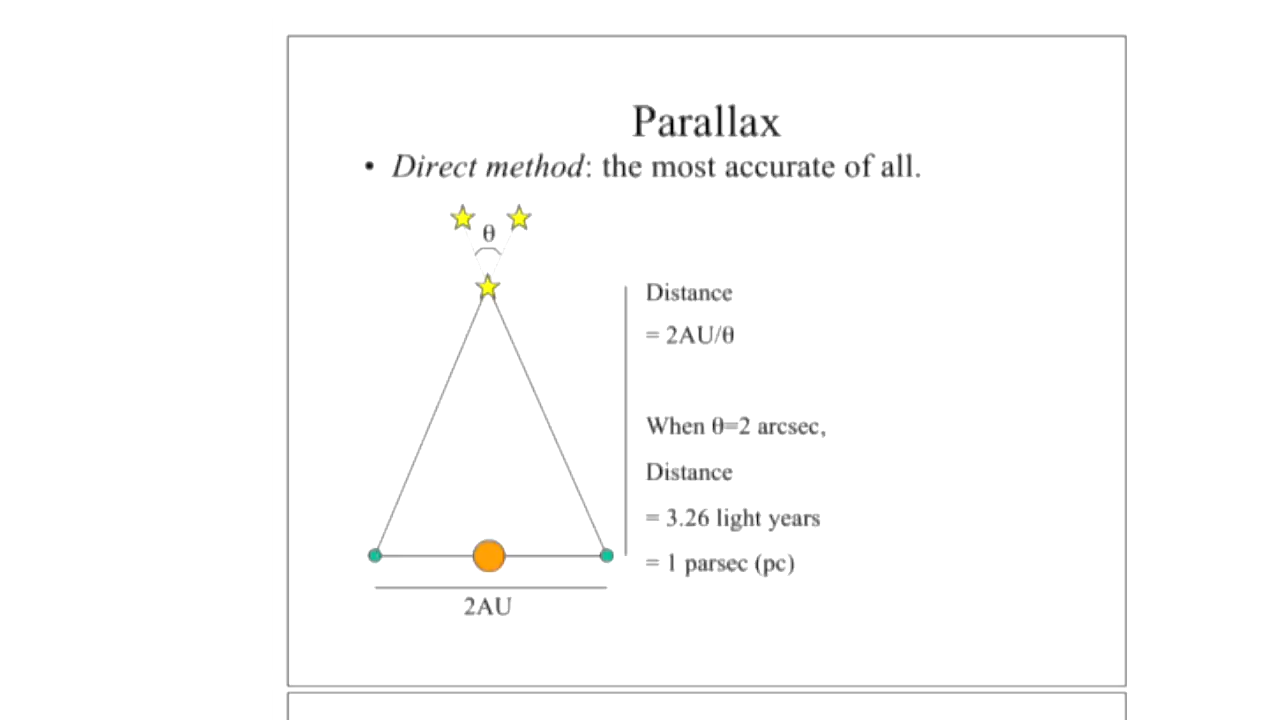 Parallax
• Direct method: the most accurate of all.
θ
Distance
= 2AU/θ
When θ=2 arcsec,
Distance
= 3.26 light years
= 1 parsec (pc)
2AU